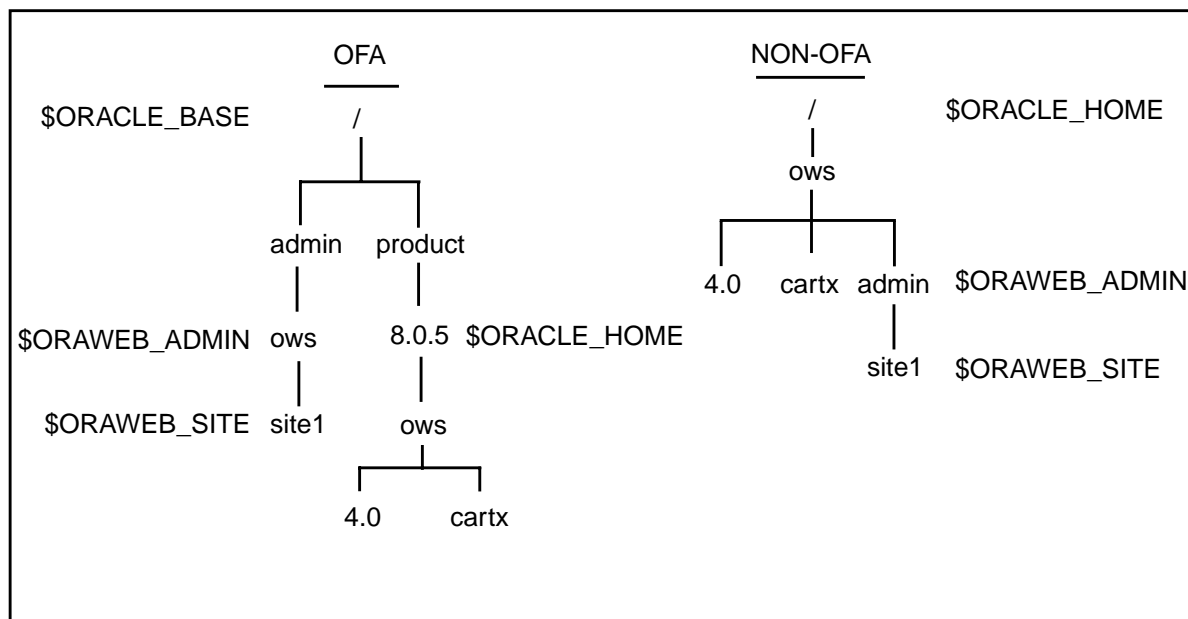 OFA NON-OFA
$ORACLE_BASE / / $ORACLE_HOME
ows
admin product
4.0 cartx admin $ORAWEB_ADMIN
$ORAWEB_ADMIN ows 8.0.5 $ORACLE_HOME
site1 $ORAWEB_SITE
$ORAWEB_SITE site1 ows
4.0 cartx